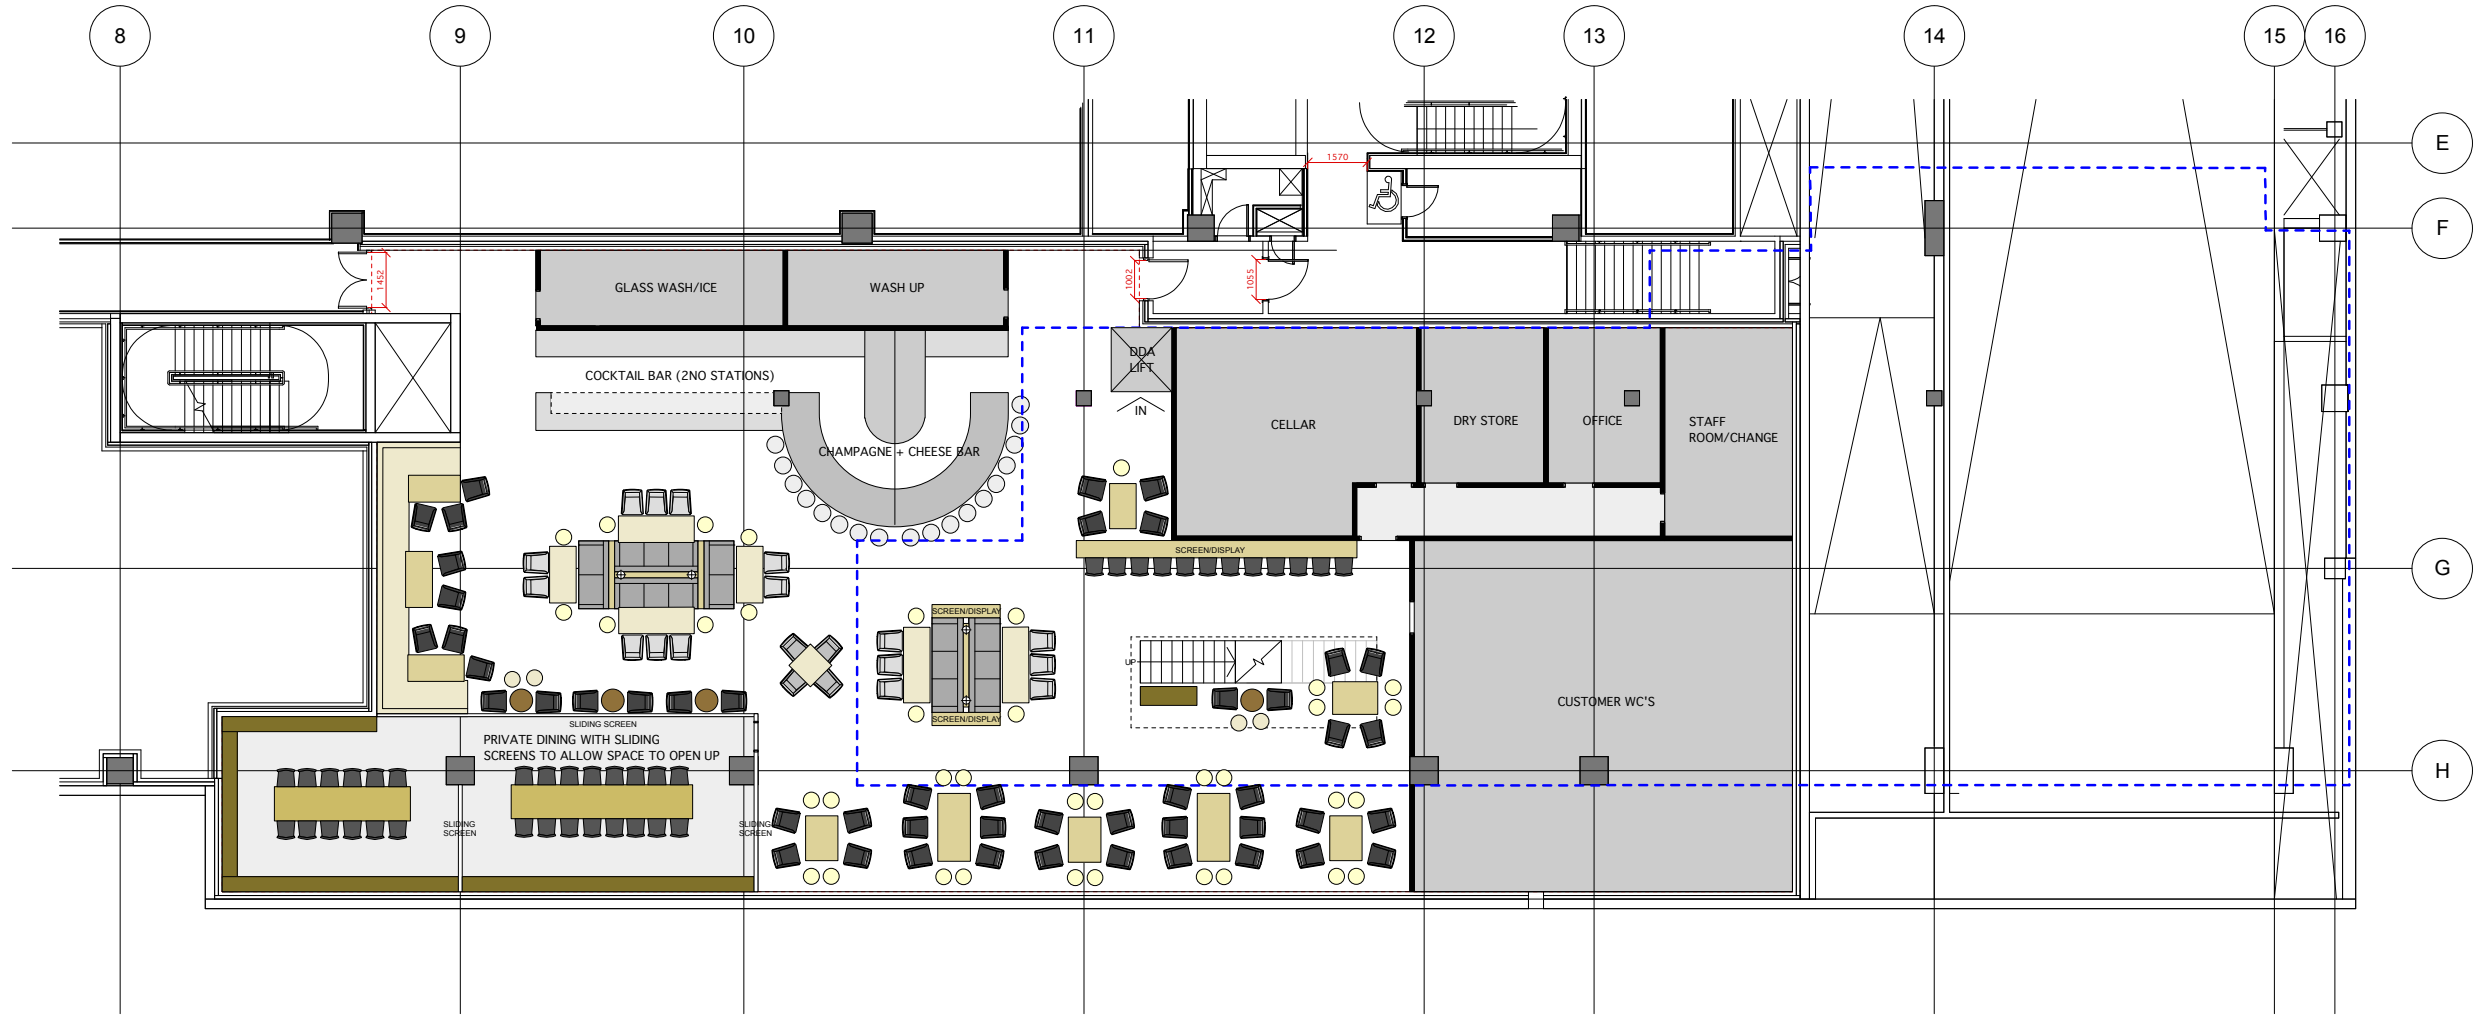 8
9
10
11
12
13
14
15
16
E
1570
F
1452
GLASS WASH/ICE
WASH UP
1002
1055
DDA
LIFT
COCKTAIL BAR (2NO STATIONS)
IN
CELLAR
DRY STORE
OFFICE
STAFF
ROOM/CHANGE
CHAMPAGNE + CHEESE BAR
SCREEN/DISPLAY
G
SCREEN/DISPLAY
UP
CUSTOMER WC'S
SCREEN/DISPLAY
SLIDING SCREEN
PRIVATE DINING WITH SLIDING
SCREENS TO ALLOW SPACE TO OPEN UP
H
SLIDING
SCREEN
SLIDING
SCREEN